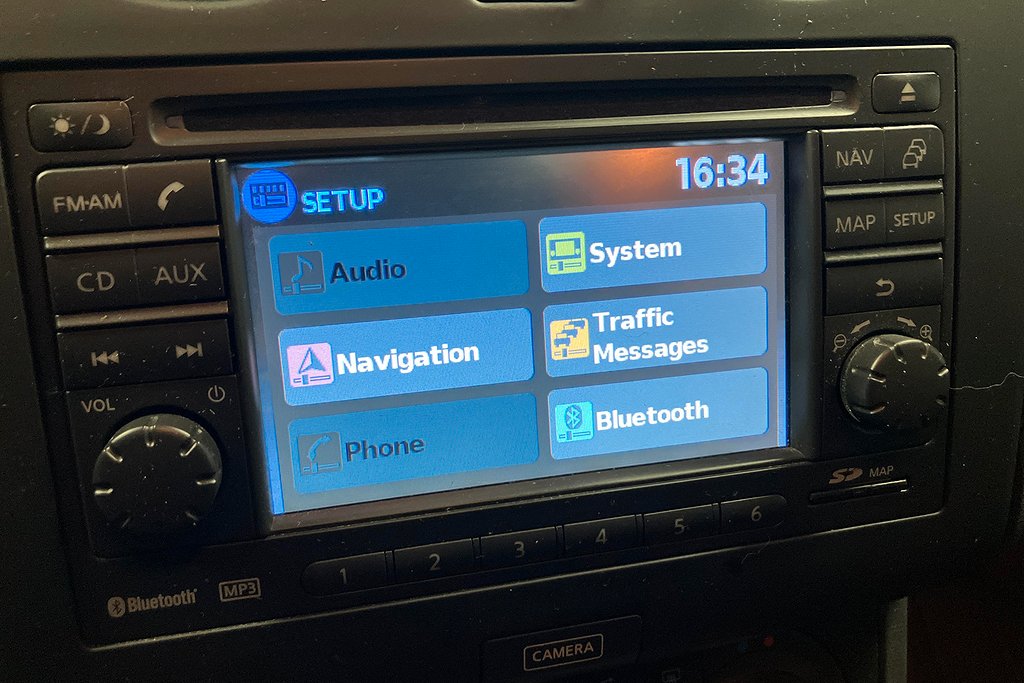 FM·AM
CD
AUX
VOL
SETUP
16:34
Audio
System
Navigation
Traffic
Messages
Phone
Bluetooth
NAV
MAP
SETUP
SD MAP
1 2 3 4 5 6
Bluetooth®
MP3
CAMERA